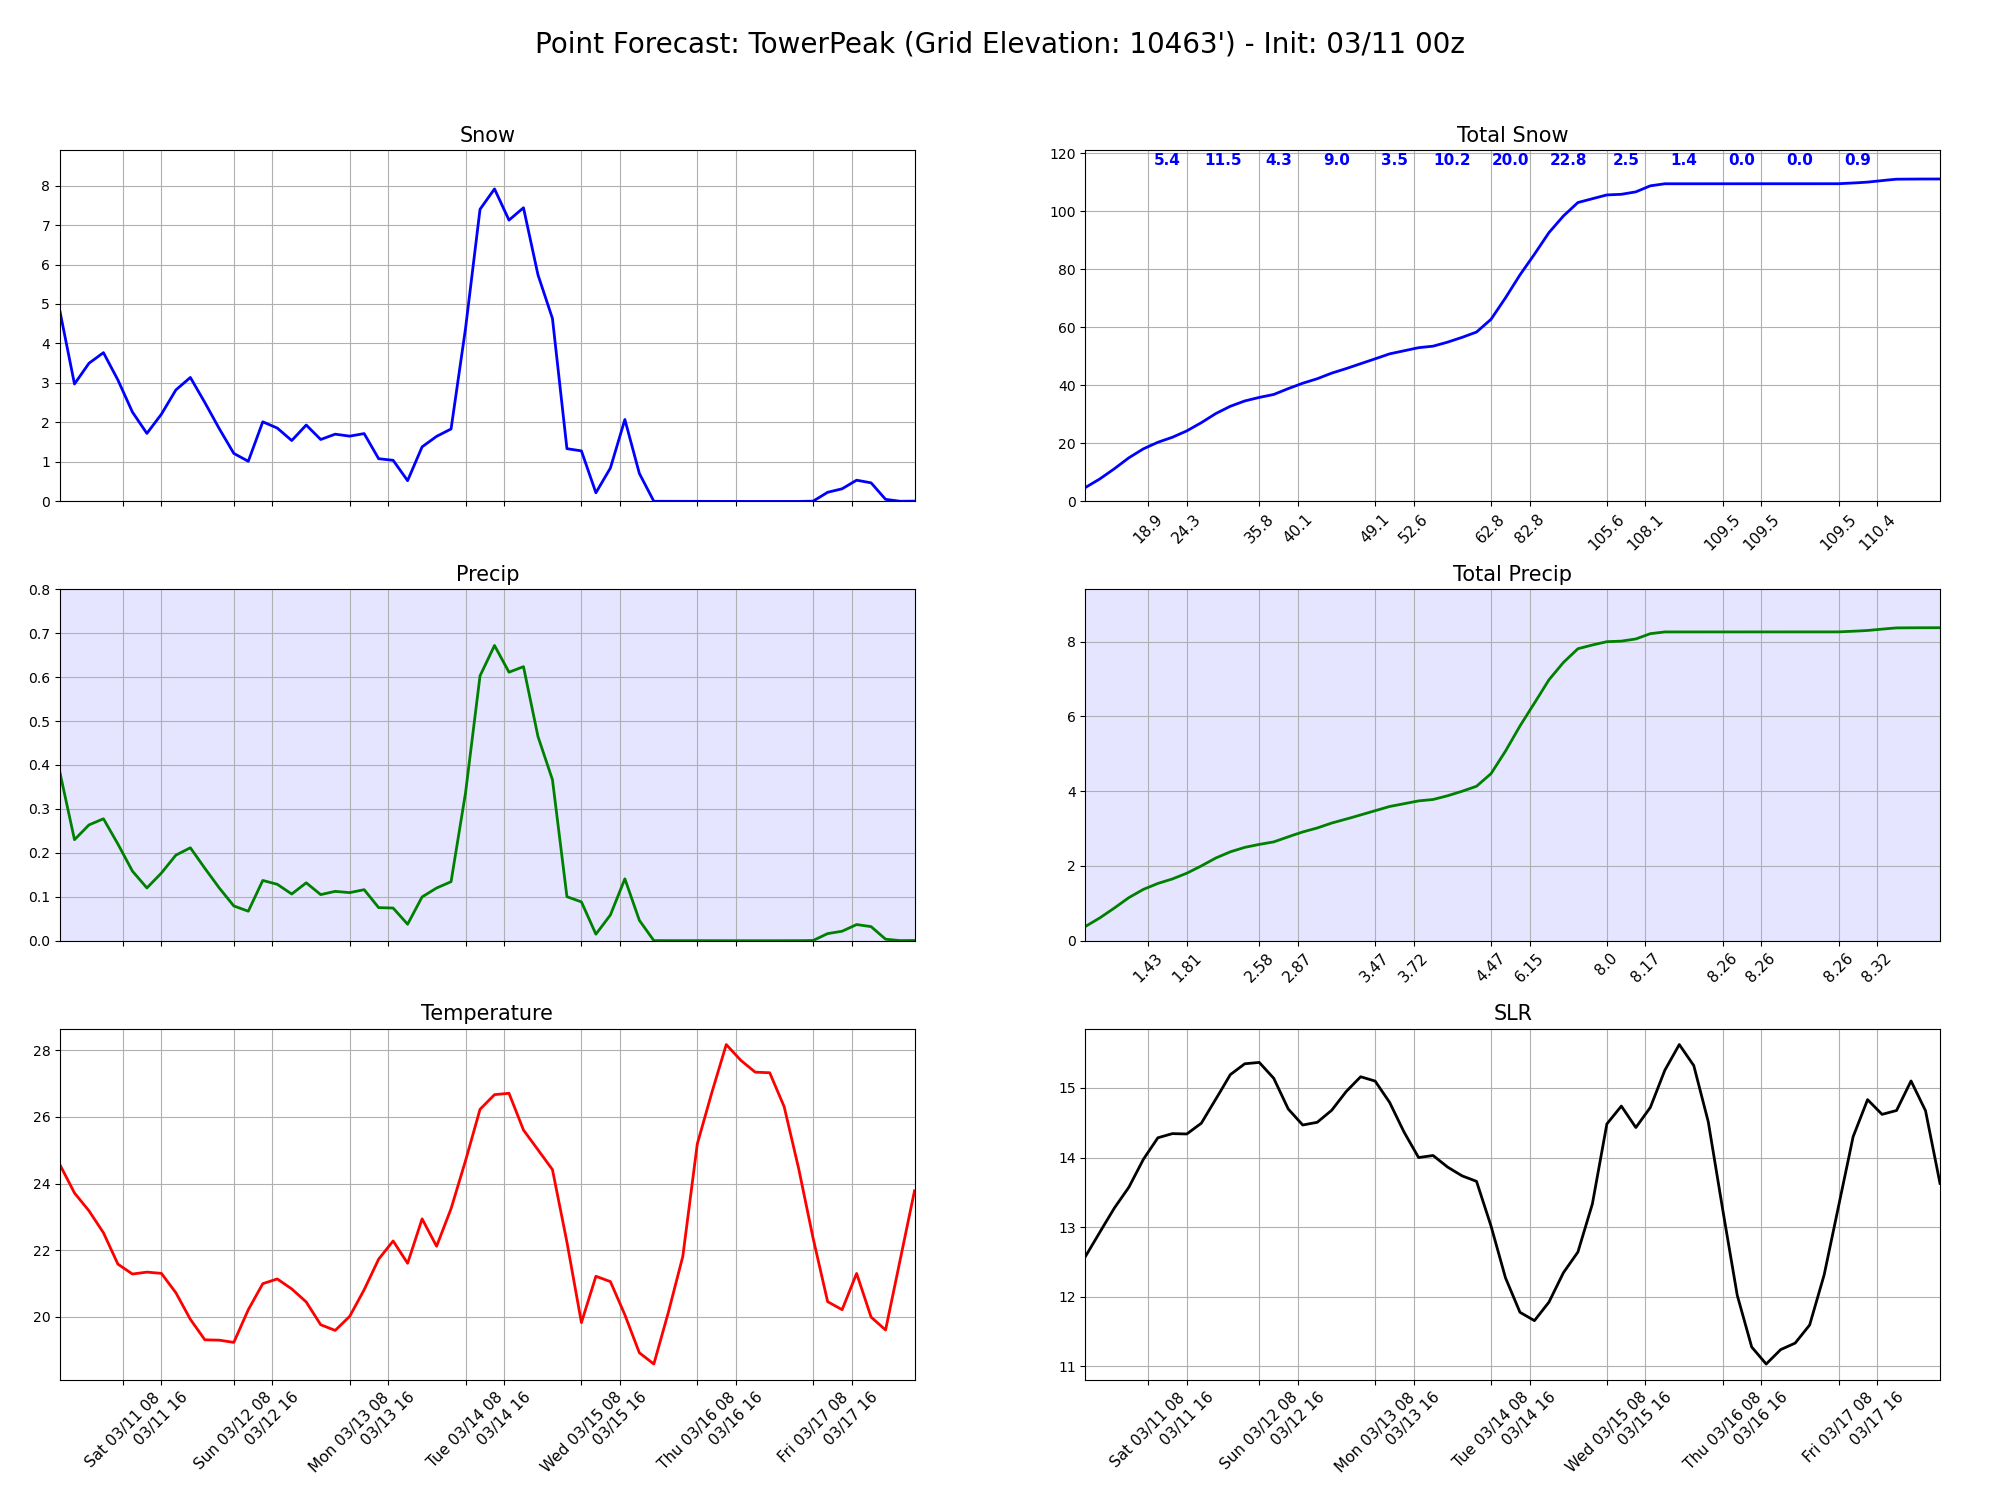 Point Forecast: TowerPeak (Grid Elevation: 10463') - Init: 03/11 00z
Snow
8
7
6
5
4
3
2
1
0
Total Snow
5.4 11.5 4.3 9.0 3.5 10.2 20.0 22.8 2.5 1.4 0.0 0.0 0.9
120
100
80
60
40
20
0
18.9 24.3 35.8 40.1 49.1 52.6 62.8 82.8 105.6 108.1 109.5 109.5 109.5 110.4
Precip
0.8
0.7
0.6
0.5
0.4
0.3
0.2
0.1
0.0
Total Precip
8
6
4
2
0
1.43 1.81 2.58 2.87 3.47 3.72 4.47 6.15 8.0 8.17 8.26 8.26 8.26 8.32
Temperature
28
26
24
22
20
Sat 03/11 08
03/11 16
Sun 03/12 08
03/12 16
Mon 03/13 08
03/13 16
Tue 03/14 08
03/14 16
Wed 03/15 08
03/15 16
Thu 03/16 08
03/16 16
Fri 03/17 08
03/17 16
SLR
15
14
13
12
11
Sat 03/11 08
03/11 16
Sun 03/12 08
03/12 16
Mon 03/13 08
03/13 16
Tue 03/14 08
03/14 16
Wed 03/15 08
03/15 16
Thu 03/16 08
03/16 16
Fri 03/17 08
03/17 16